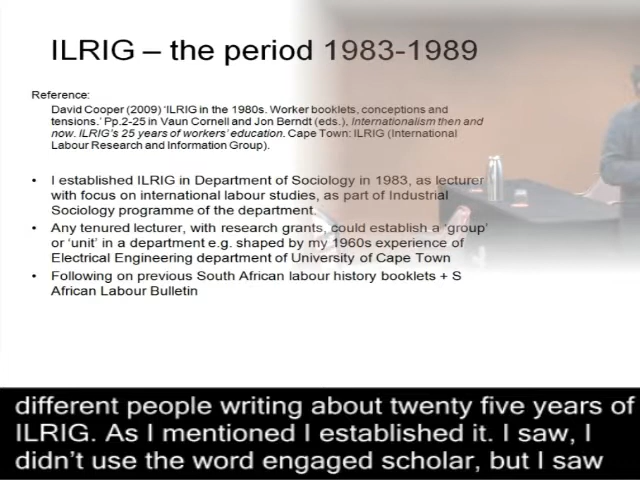 ILRIG – the period 1983-1989
Reference:
David Cooper (2009) 'ILRIG in the 1980s. Worker booklets, conceptions and
tensions.' Pp.2-25 in Vaun Cornell and Jon Berndt (eds.), Internationalism then and
now. ILRIG's 25 years of workers' education. Cape Town: ILRIG (International
Labour Research and Information Group).
• I established ILRIG in Department of Sociology in 1983, as lecturer
with focus on international labour studies, as part of Industrial
Sociology programme of the department.
• Any tenured lecturer, with research grants, could establish a 'group'
or 'unit' in a department e.g. shaped by my 1960s experience of
Electrical Engineering department of University of Cape Town
• Following on previous South African labour history booklets + S
African Labour Bulletin
different people writing about twenty five years of
ILRIG. As I mentioned I established it. I saw, I
didn't use the word engaged scholar, but I saw